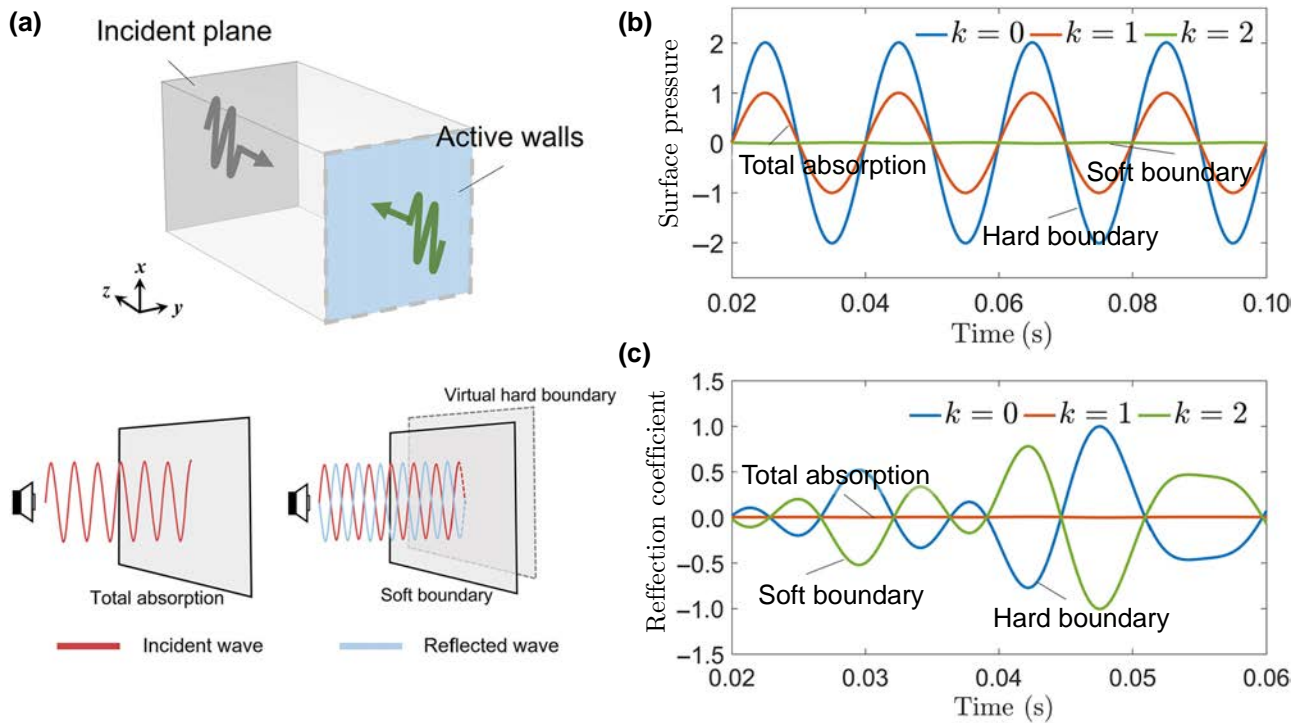 (a)
Incident plane
Active walls
x
z
y
Virtual hard boundary
Total absorption
Soft boundary
Incident wave
Reflected wave
(b)
k = 0 k = 1 k = 2
Surface pressure
2
1
0
−1
−2
Total absorption
Soft boundary
Hard boundary
0.02 0.04 0.06 0.08 0.10
Time (s)
(c)
k = 0 k = 1 k = 2
Reffection coefficient
1.5
1.0
0.5
0.0
−0.5
−1.0
−1.5
Total absorption
Soft boundary
Hard boundary
0.02 0.03 0.04 0.05 0.06
Time (s)